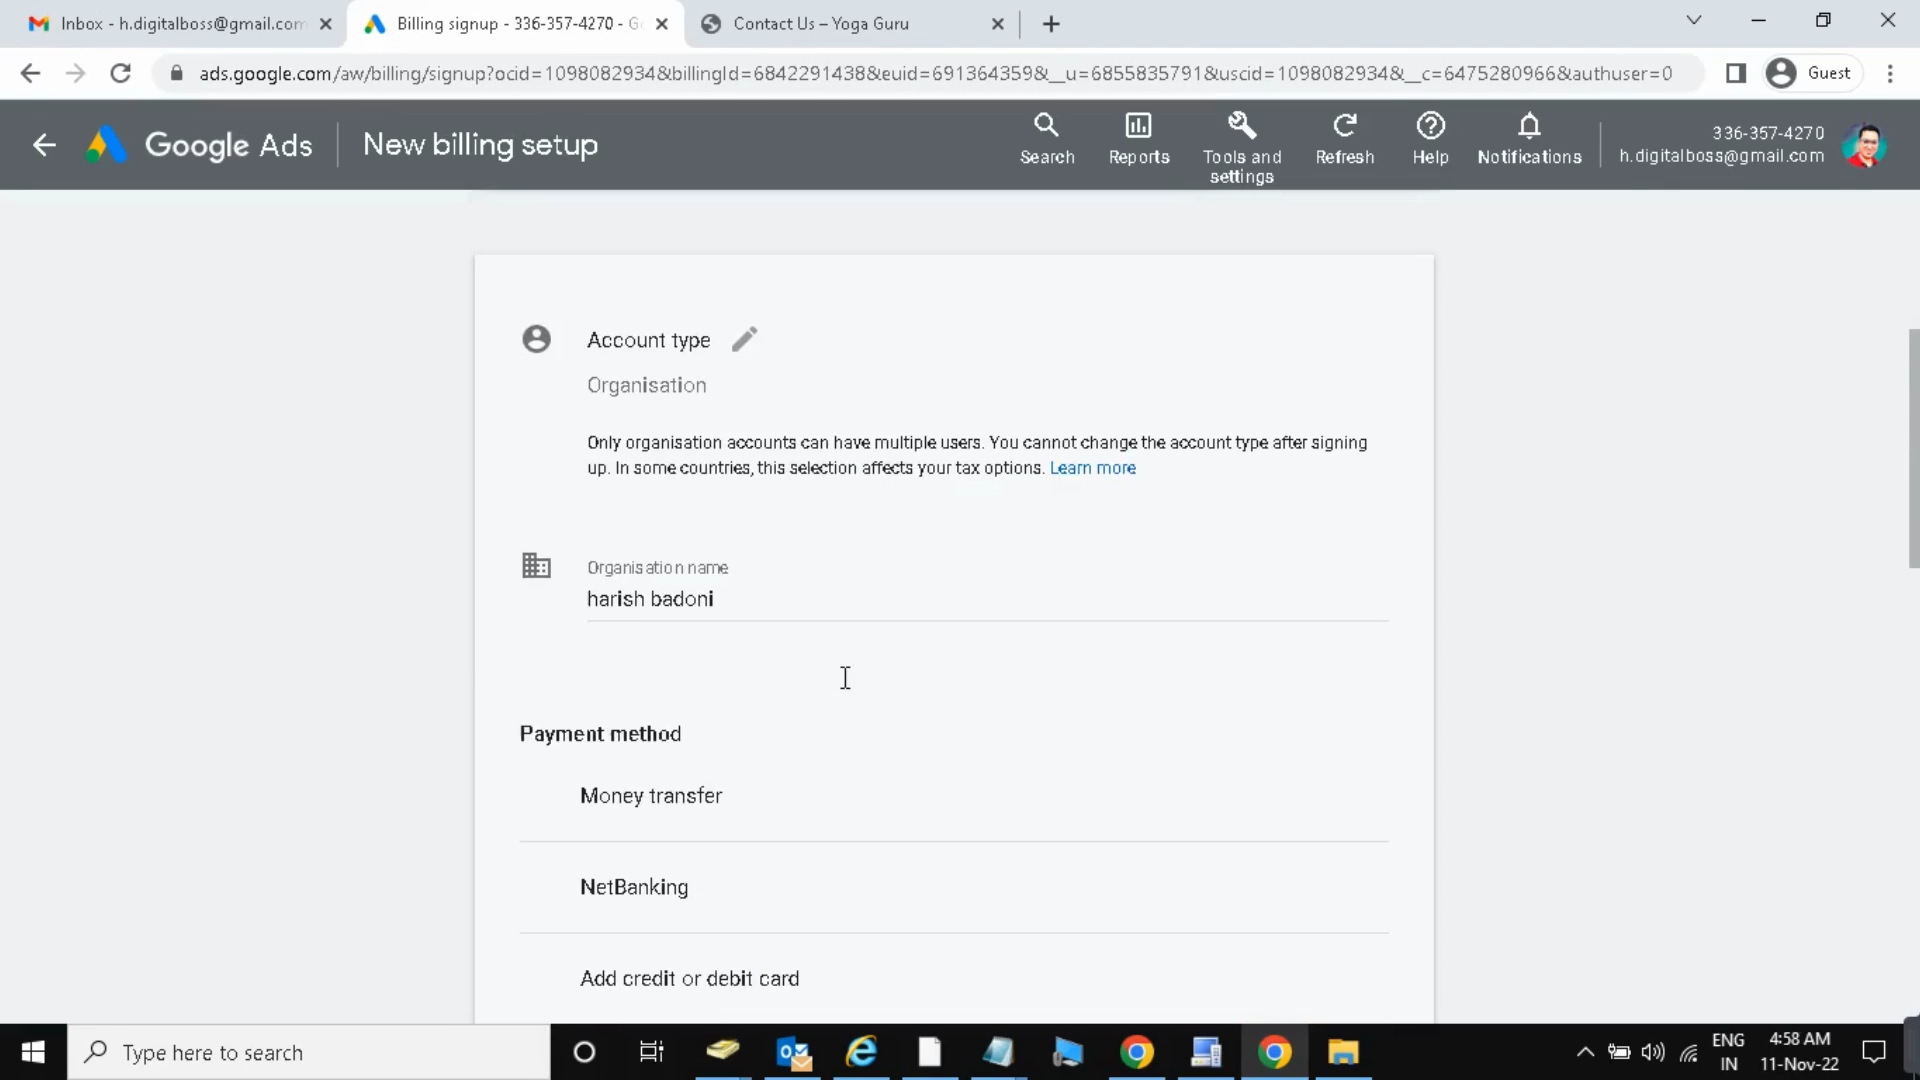 Inbox - h.digitalboss@gmail.com
Billing signup - 336-357-4270 - G
Contact Us – Yoga Guru
ads.google.com/aw/billing/signup?ocid=1098082934&billingId=6842291438&euid=691364359&__u=6855835791&uscid=1098082934&__c=6475280966&authuser=0
Guest
Google Ads
New billing setup
Search
Reports
Tools and
settings
Refresh
Help
Notifications
336-357-4270
h.digitalboss@gmail.com
Account type
Organisation
Only organisation accounts can have multiple users. You cannot change the account type after signing
up. In some countries, this selection affects your tax options. Learn more
Organisation name
harish badoni
Payment method
Money transfer
NetBanking
Add credit or debit card
Type here to search
ENG
IN
4:58 AM
11-Nov-22